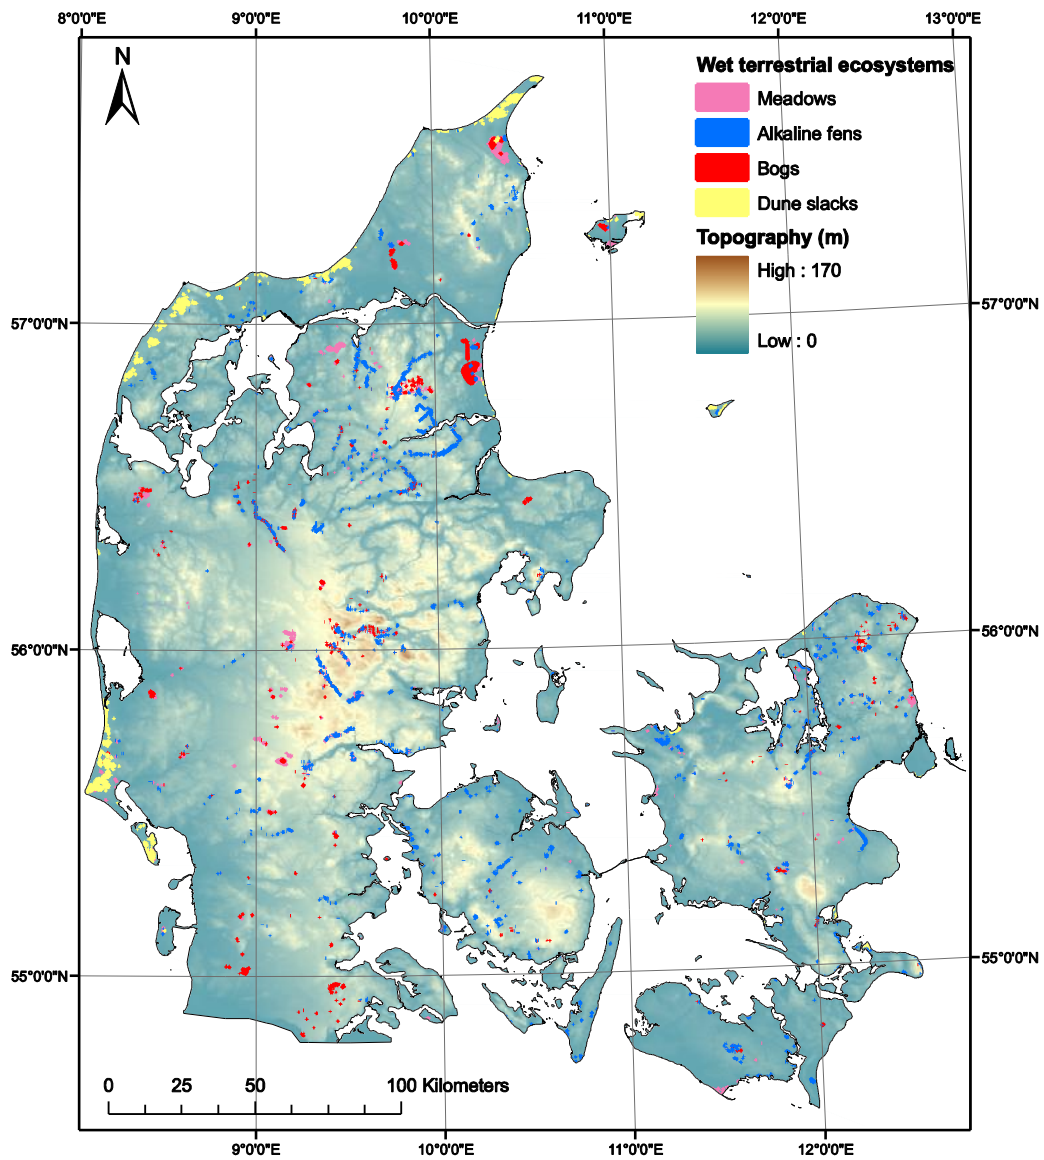 8°0'0"E 9°0'0"E 10°0'0"E 11°0'0"E 12°0'0"E 13°0'0"E
N
Wet terrestrial ecosystems
Meadows
Alkaline fens
Bogs
Dune slacks
Topography (m)
High : 170
Low : 0
57°0'0"N
57°0'0"N
56°0'0"N
56°0'0"N
55°0'0"N
55°0'0"N
0 25 50 100 Kilometers
9°0'0"E 10°0'0"E 11°0'0"E 12°0'0"E